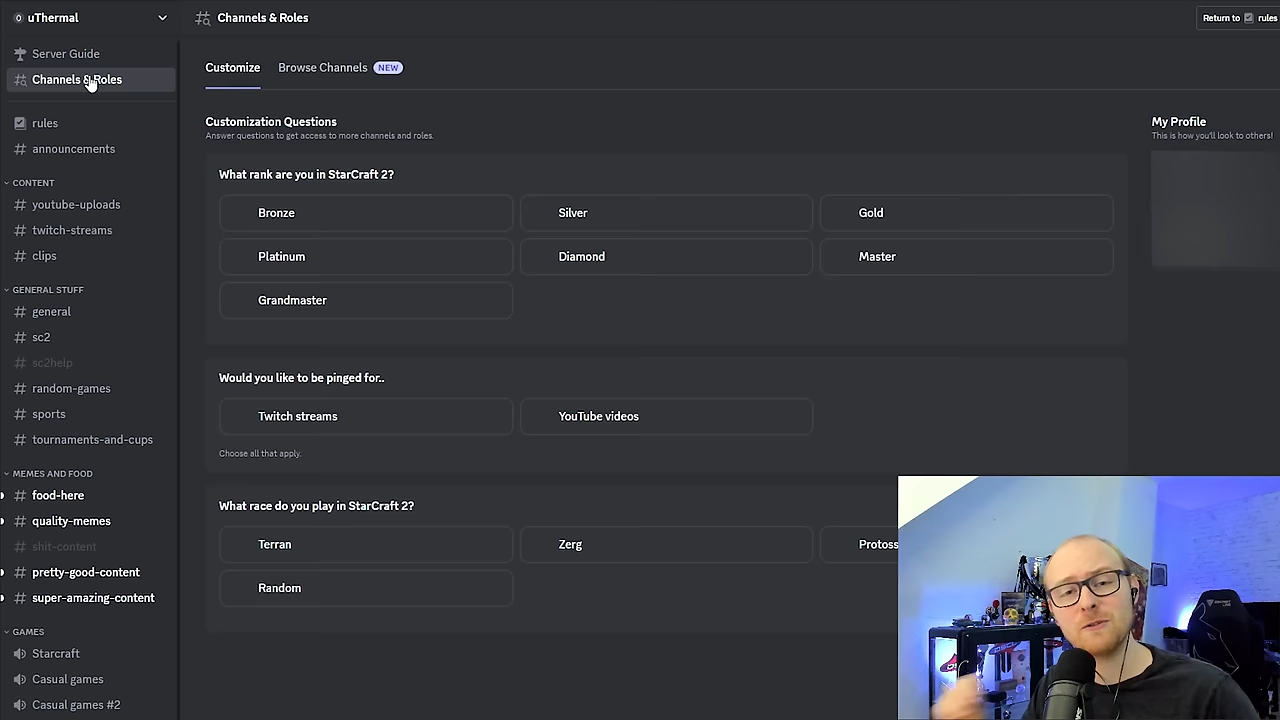 uThermal
Server Guide
Channels & Roles
rules
announcements
CONTENT
youtube-uploads
twitch-streams
clips
GENERAL STUFF
general
sc2
sc2help
random-games
sports
tournaments-and-cups
MEMES AND FOOD
food-here
quality-memes
shit-content
pretty-good-content
super-amazing-content
GAMES
Starcraft
Casual games
Casual games #2
Channels & Roles
Return to rules
Customize
Browse Channels NEW
Customization Questions
Answer questions to get access to more channels and roles.
What rank are you in StarCraft 2?
Bronze
Silver
Gold
Platinum
Diamond
Master
Grandmaster
Would you like to be pinged for..
Twitch streams
YouTube videos
Choose all that apply.
What race do you play in StarCraft 2?
Terran
Zerg
Protoss
Random
My Profile
This is how you'll look to others!